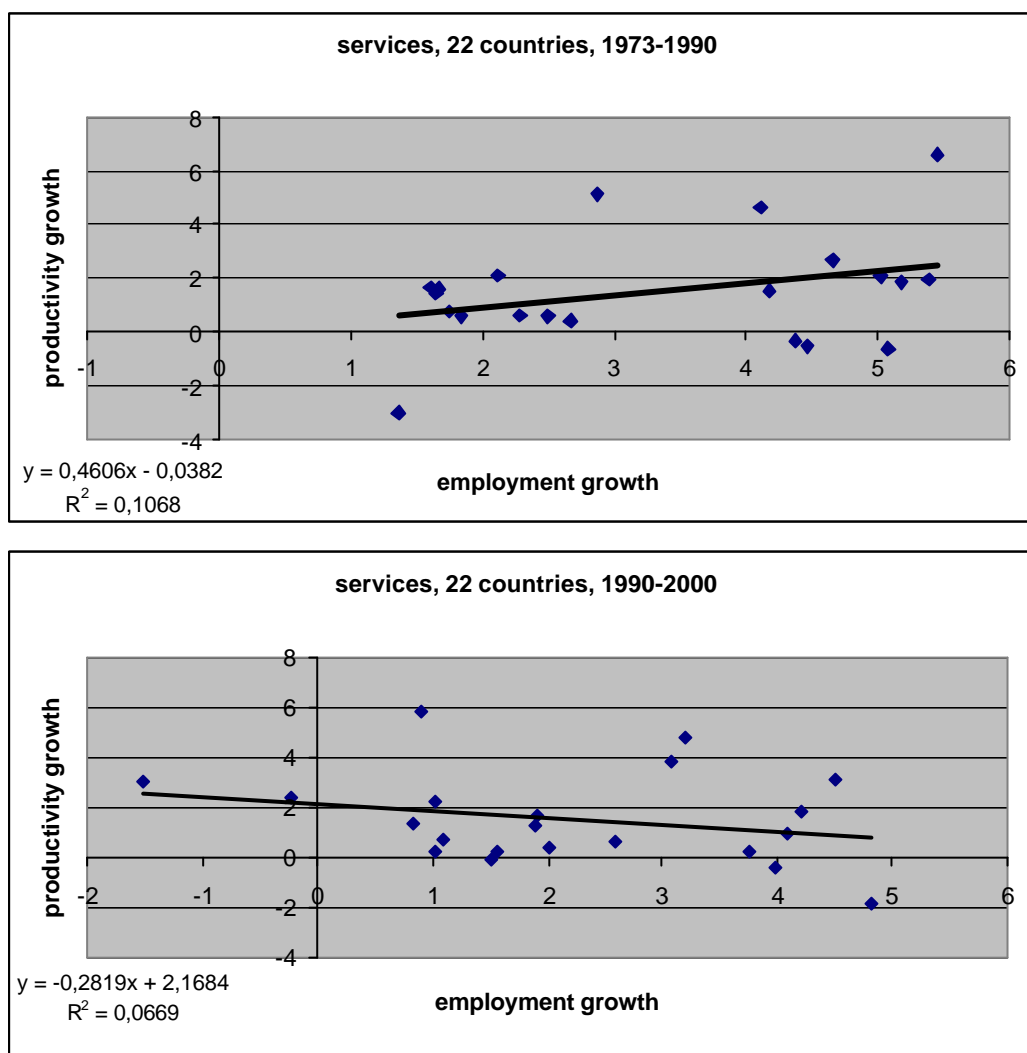 services, 22 countries, 1973-1990
8
6
4
2
0
-2
-4
-1 0 1 2 3 4 5 6
productivity growth
employment growth
y = 0,4606x - 0,0382
R² = 0,1068
services, 22 countries, 1990-2000
8
6
4
2
0
-2
-4
-2 -1 0 1 2 3 4 5 6
productivity growth
employment growth
y = -0,2819x + 2,1684
R² = 0,0669